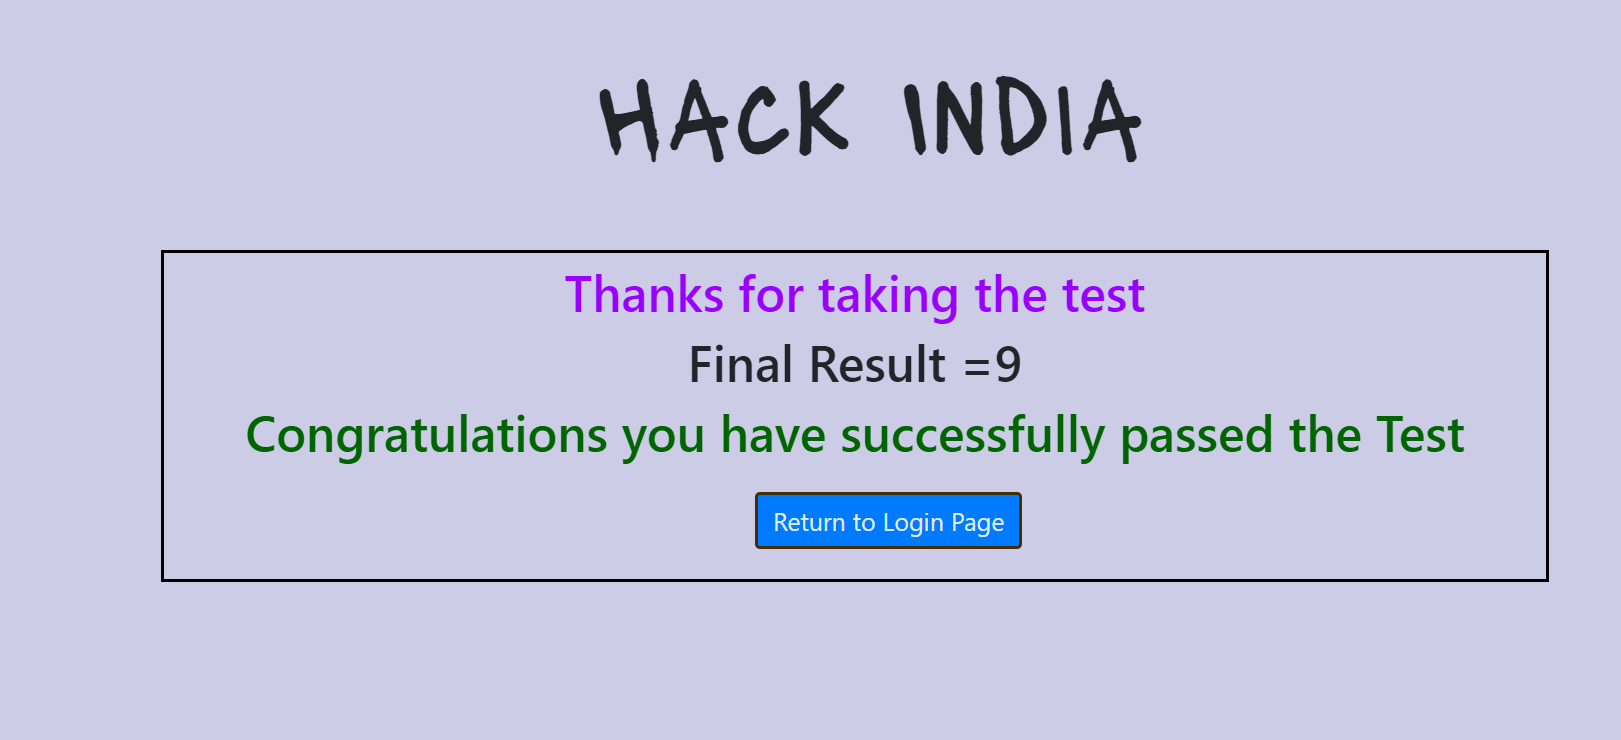 HACK INDIA
Thanks for taking the test
Final Result =9
Congratulations you have successfully passed the Test
Return to Login Page